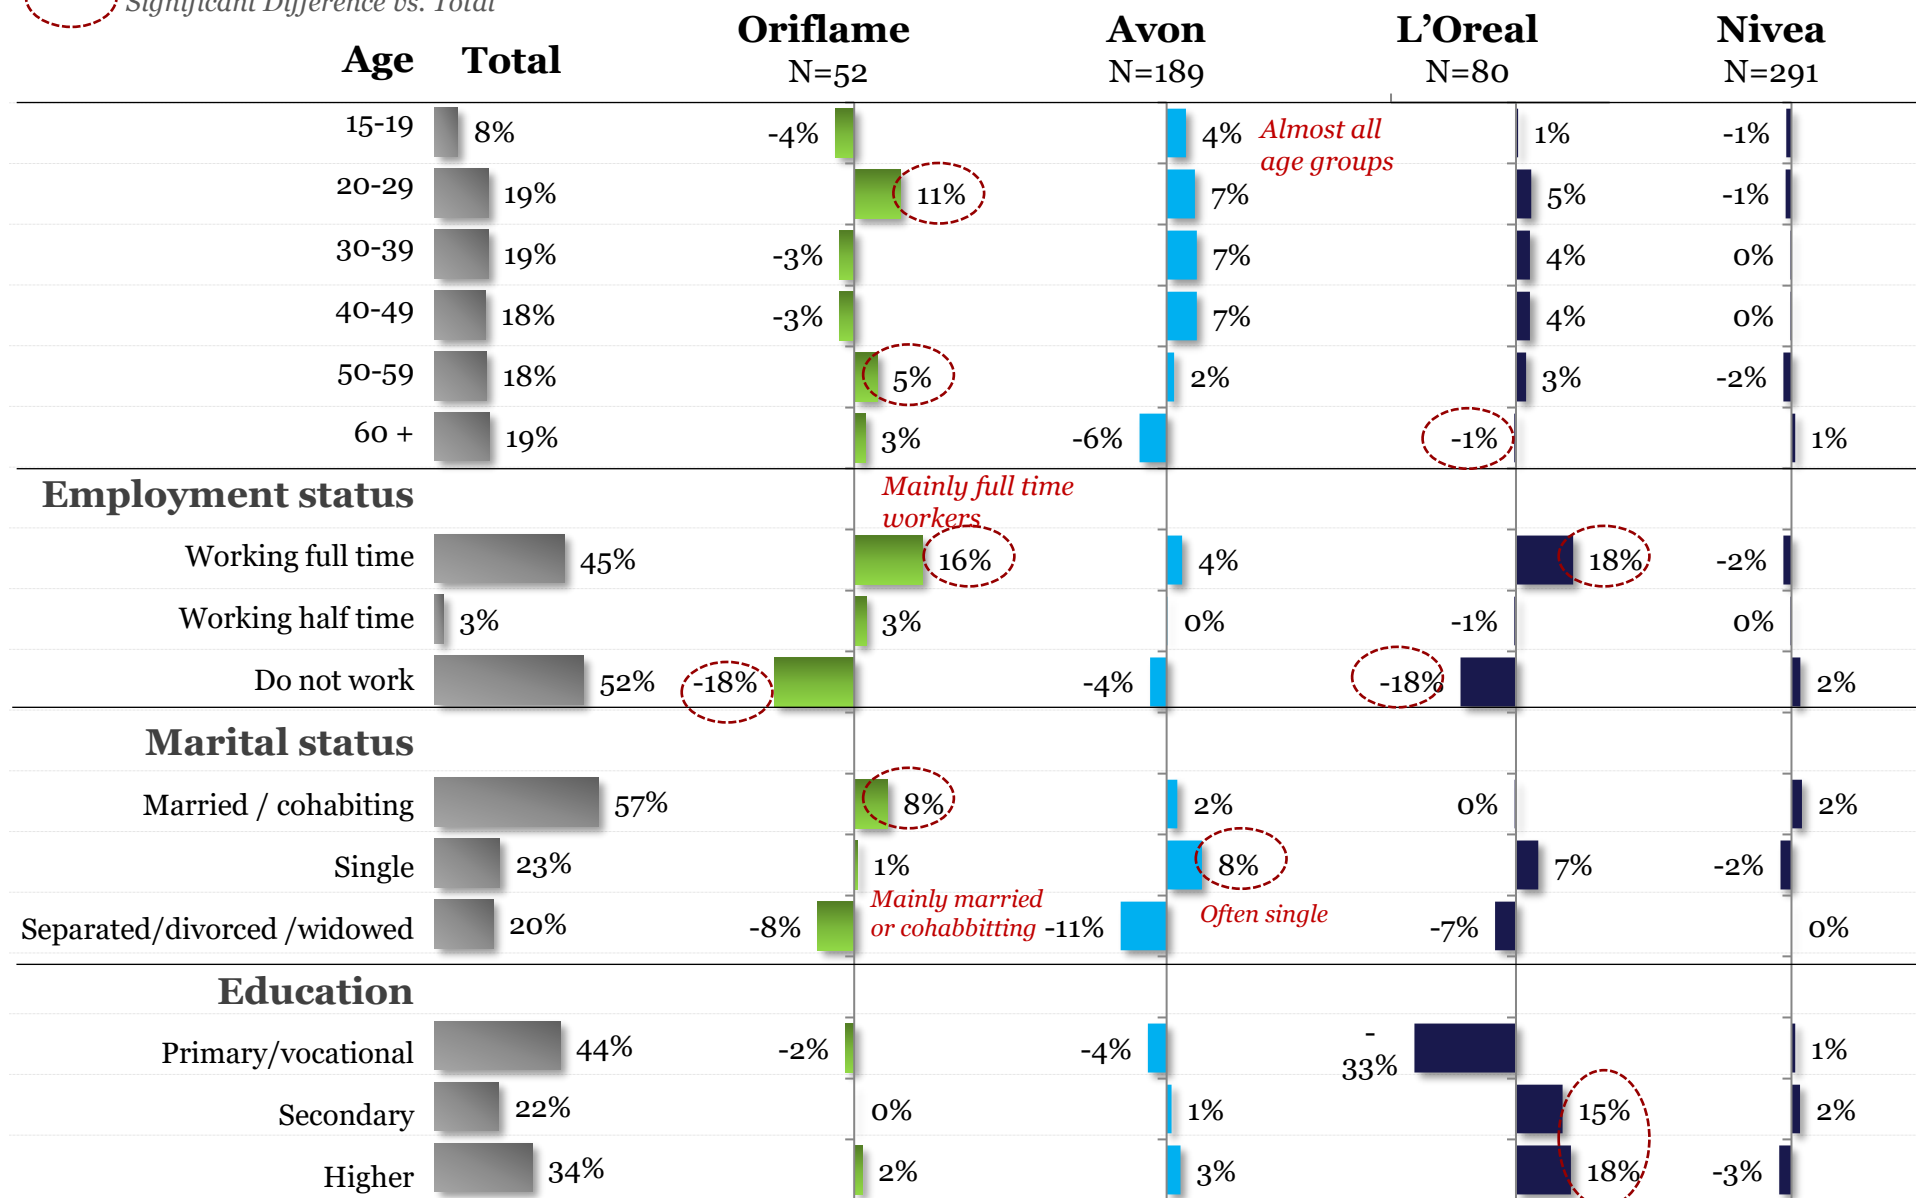 Significant Difference vs. Total
Age Total Oriflame Avon L'Oreal Nivea
N=52 N=189 N=80 N=291
15-19 8% -4% 4% 1% -1%
Almost all
age groups
20-29 19% 11% 7% 5% -1%
30-39 19% -3% 7% 4% 0%
40-49 18% -3% 7% 4% 0%
50-59 18% 5% 2% 3% -2%
60 + 19% 3% -6% -1% 1%
Employment status
Mainly full time
workers
Working full time 45% 16% 4% 18% -2%
Working half time 3% 3% 0% -1% 0%
Do not work 52% -18% -4% -18% 2%
Marital status
Married / cohabiting 57% 8% 2% 0% 2%
Single 23% 1% 8% 7% -2%
Mainly married
or cohabbitting
Often single
Separated/divorced /widowed 20% -8% -11% -7% 0%
Education
Primary/vocational 44% -2% -4% -33% 1%
Secondary 22% 0% 1% 15% 2%
Higher 34% 2% 3% 18% -3%